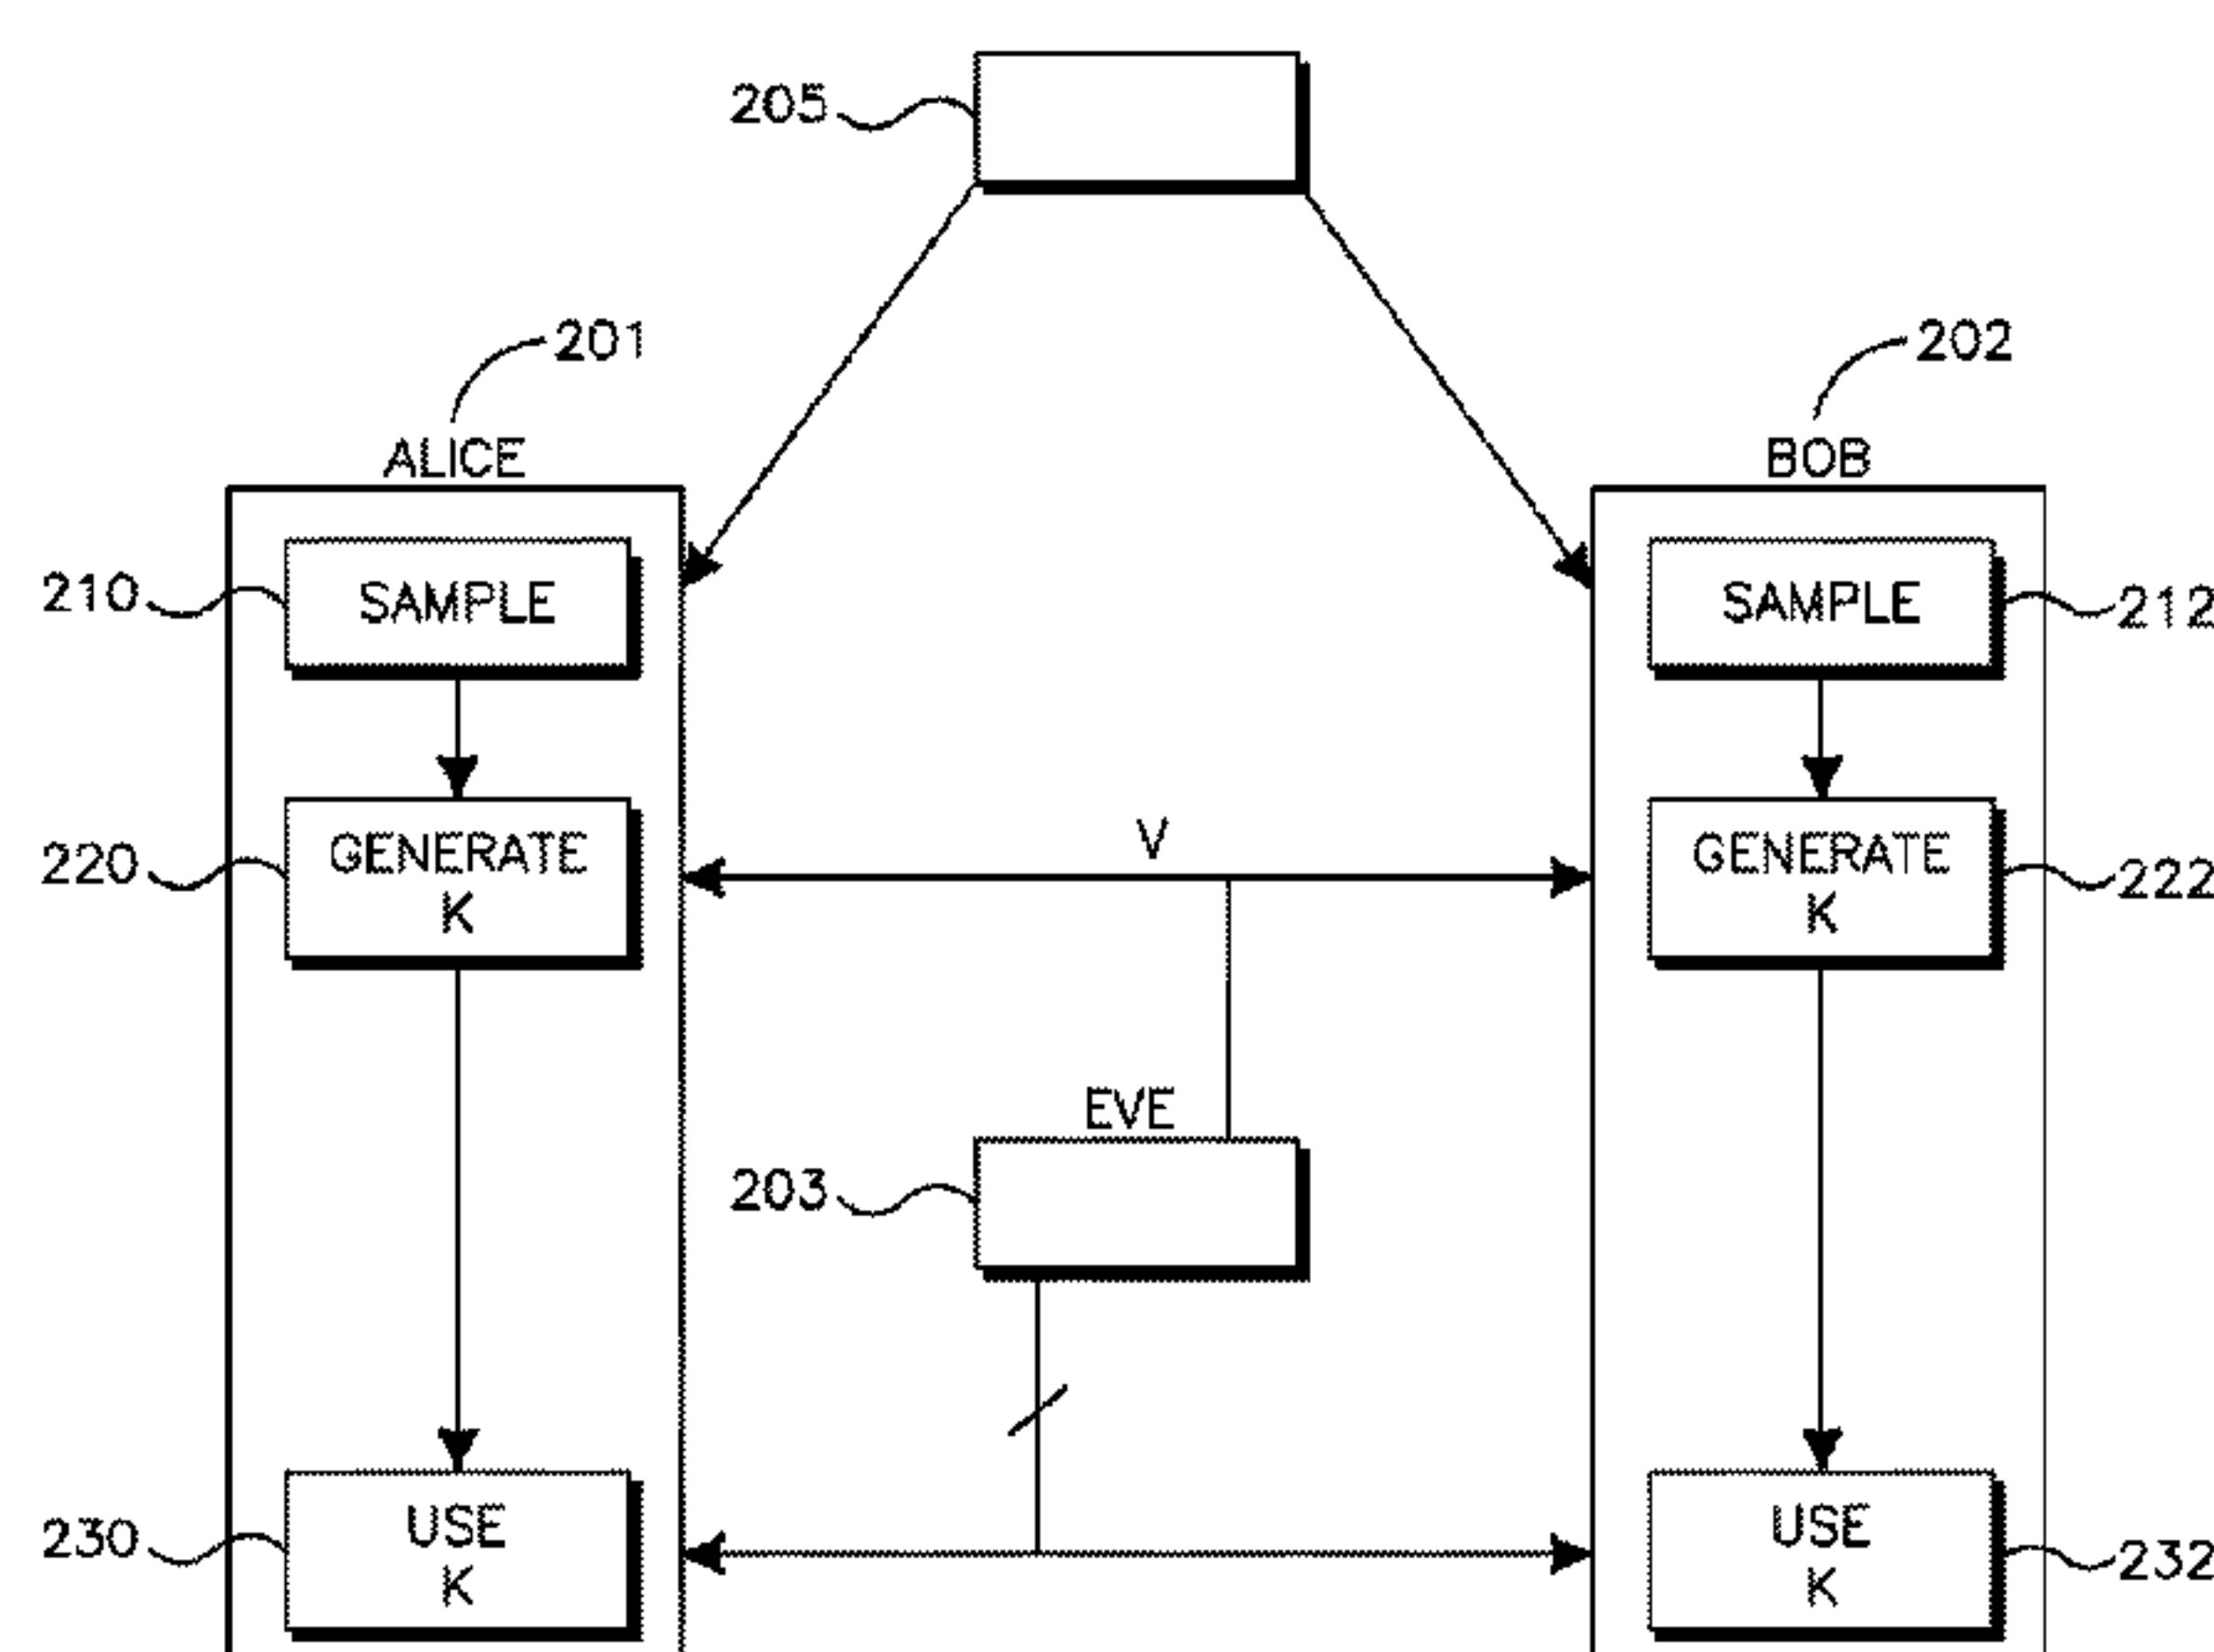 205
201
202
ALICE
BOB
210
SAMPLE
SAMPLE
212
220
GENERATE
K
V
GENERATE
K
222
EVE
203
230
USE
K
USE
K
232